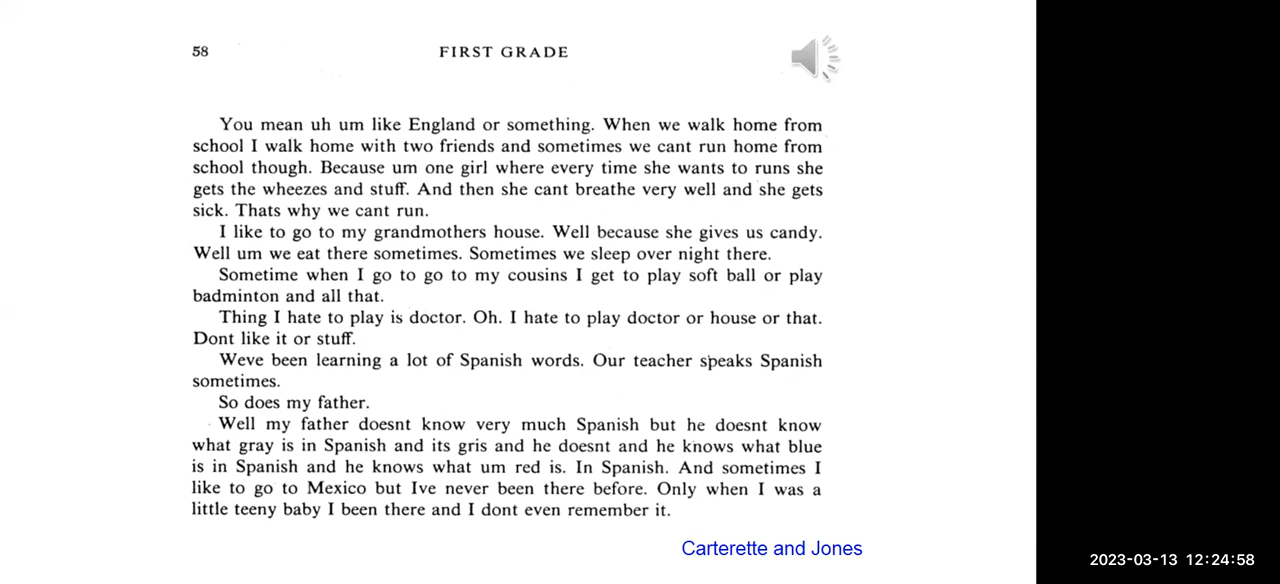 58 FIRST GRADE
You mean uh um like England or something. When we walk home from
school I walk home with two friends and sometimes we cant run home from
school though. Because um one girl where every time she wants to runs she
gets the wheezes and stuff. And then she cant breathe very well and she gets
sick. Thats why we cant run.
I like to go to my grandmothers house. Well because she gives us candy.
Well um we eat there sometimes. Sometimes we sleep over night there.
Sometime when I go to go to my cousins I get to play soft ball or play
badminton and all that.
Thing I hate to play is doctor. Oh. I hate to play doctor or house or that.
Dont like it or stuff.
Weve been learning a lot of Spanish words. Our teacher speaks Spanish
sometimes.
So does my father.
Well my father doesnt know very much Spanish but he doesnt know
what gray is in Spanish and its gris and he doesnt and he knows what blue
is in Spanish and he knows what um red is. In Spanish. And sometimes I
like to go to Mexico but Ive never been there before. Only when I was a
little teeny baby I been there and I dont even remember it.
Carterette and Jones
2023-03-13 12:24:58